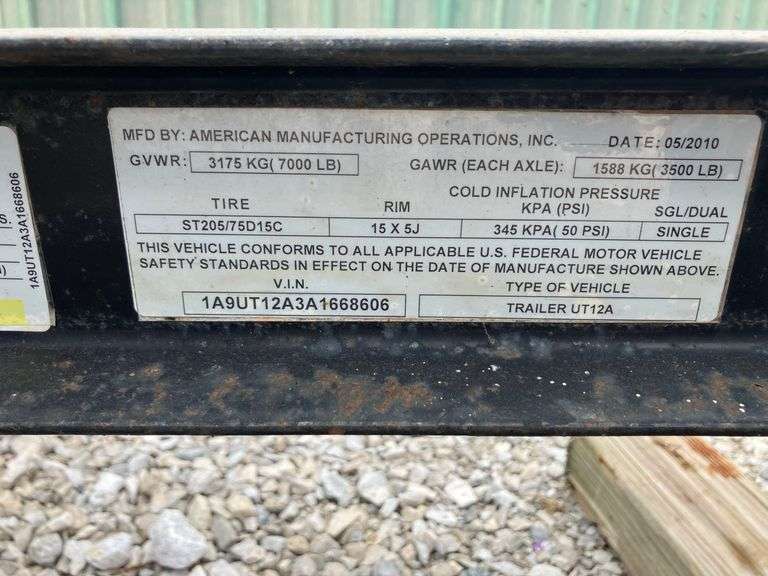 MFD BY: AMERICAN MANUFACTURING OPERATIONS, INC. DATE: 05/2010
GVWR: 3175 KG( 7000 LB) GAWR (EACH AXLE): 1588 KG( 3500 LB)
COLD INFLATION PRESSURE
TIRE RIM KPA (PSI) SGL/DUAL
ST205/75D15C 15 X 5J 345 KPA( 50 PSI) SINGLE
THIS VEHICLE CONFORMS TO ALL APPLICABLE U.S. FEDERAL MOTOR VEHICLE
SAFETY STANDARDS IN EFFECT ON THE DATE OF MANUFACTURE SHOWN ABOVE.
V.I.N. TYPE OF VEHICLE
1A9UT12A3A1668606 TRAILER UT12A
1A9UT12A3A1668606